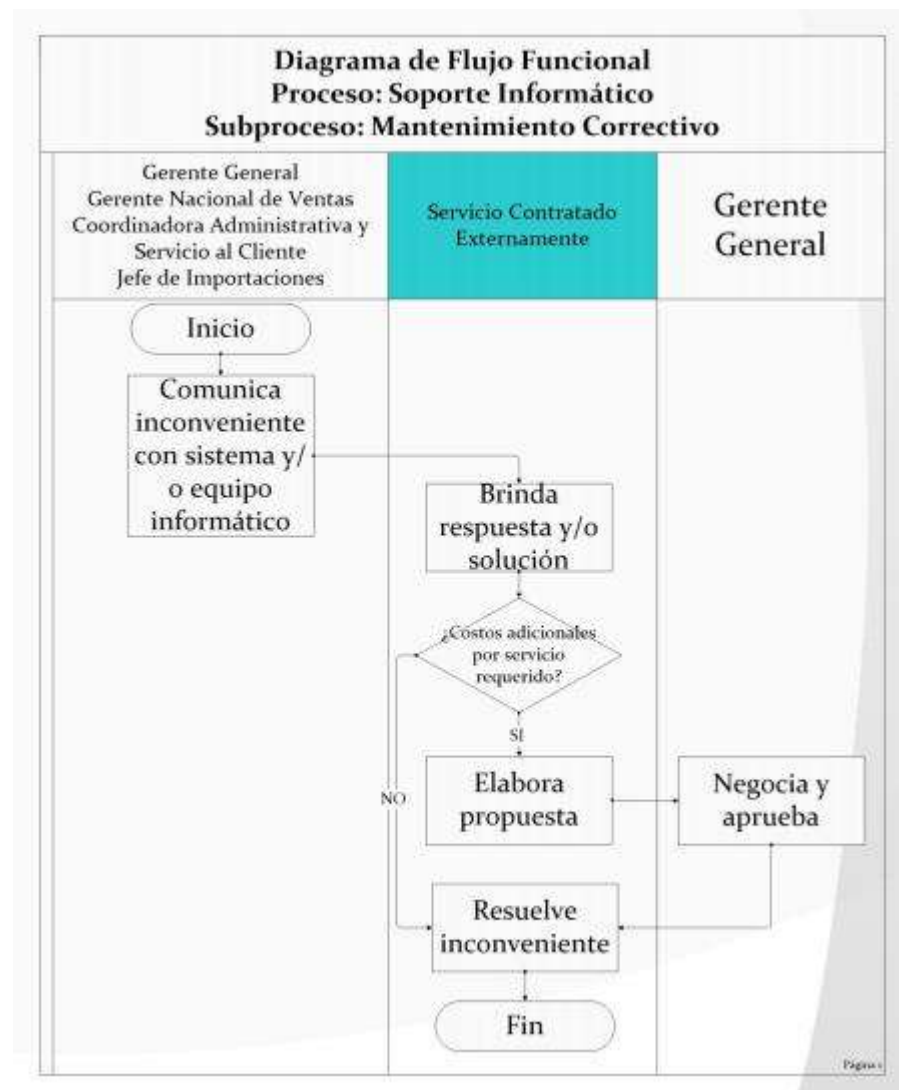 Diagrama de Flujo Funcional
Proceso: Soporte Informático
Subproceso: Mantenimiento Correctivo
Gerente General
Gerente Nacional de Ventas
Coordinadora Administrativa y
Servicio al Cliente
Jefe de Importaciones
Servicio Contratado
Externamente
Gerente
General
Inicio
Comunica
inconveniente
con sistema y/
o equipo
informático
Brinda
respuesta y/o
solución
¿Costos adicionales
por servicio
requerido?
SI
NO
Elabora
propuesta
Negocia y
aprueba
Resuelve
inconveniente
Fin
Página 1